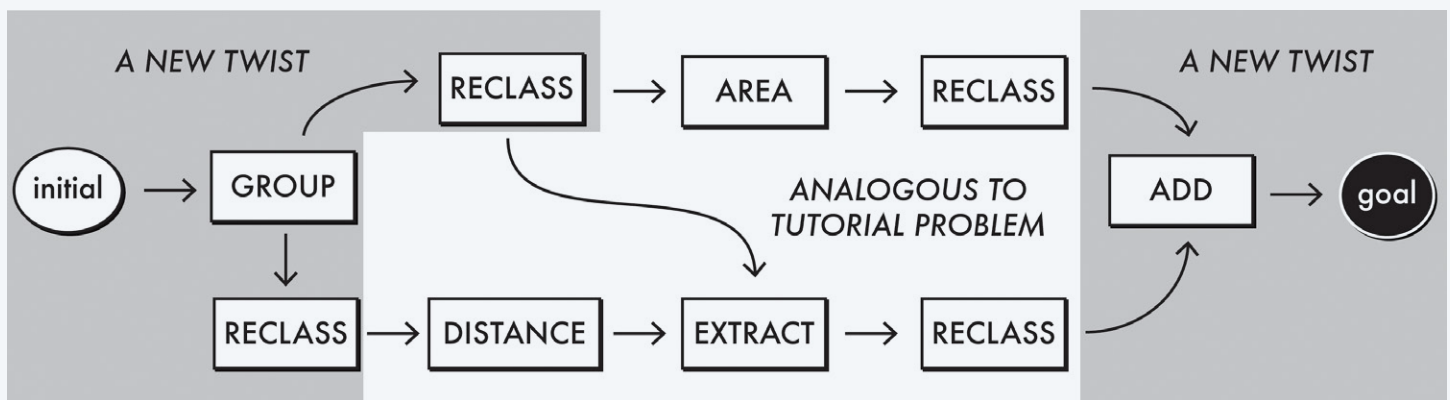 A NEW TWIST
A NEW TWIST
RECLASS
AREA
RECLASS
initial
GROUP
ANALOGOUS TO
TUTORIAL PROBLEM
ADD
goal
RECLASS
DISTANCE
EXTRACT
RECLASS